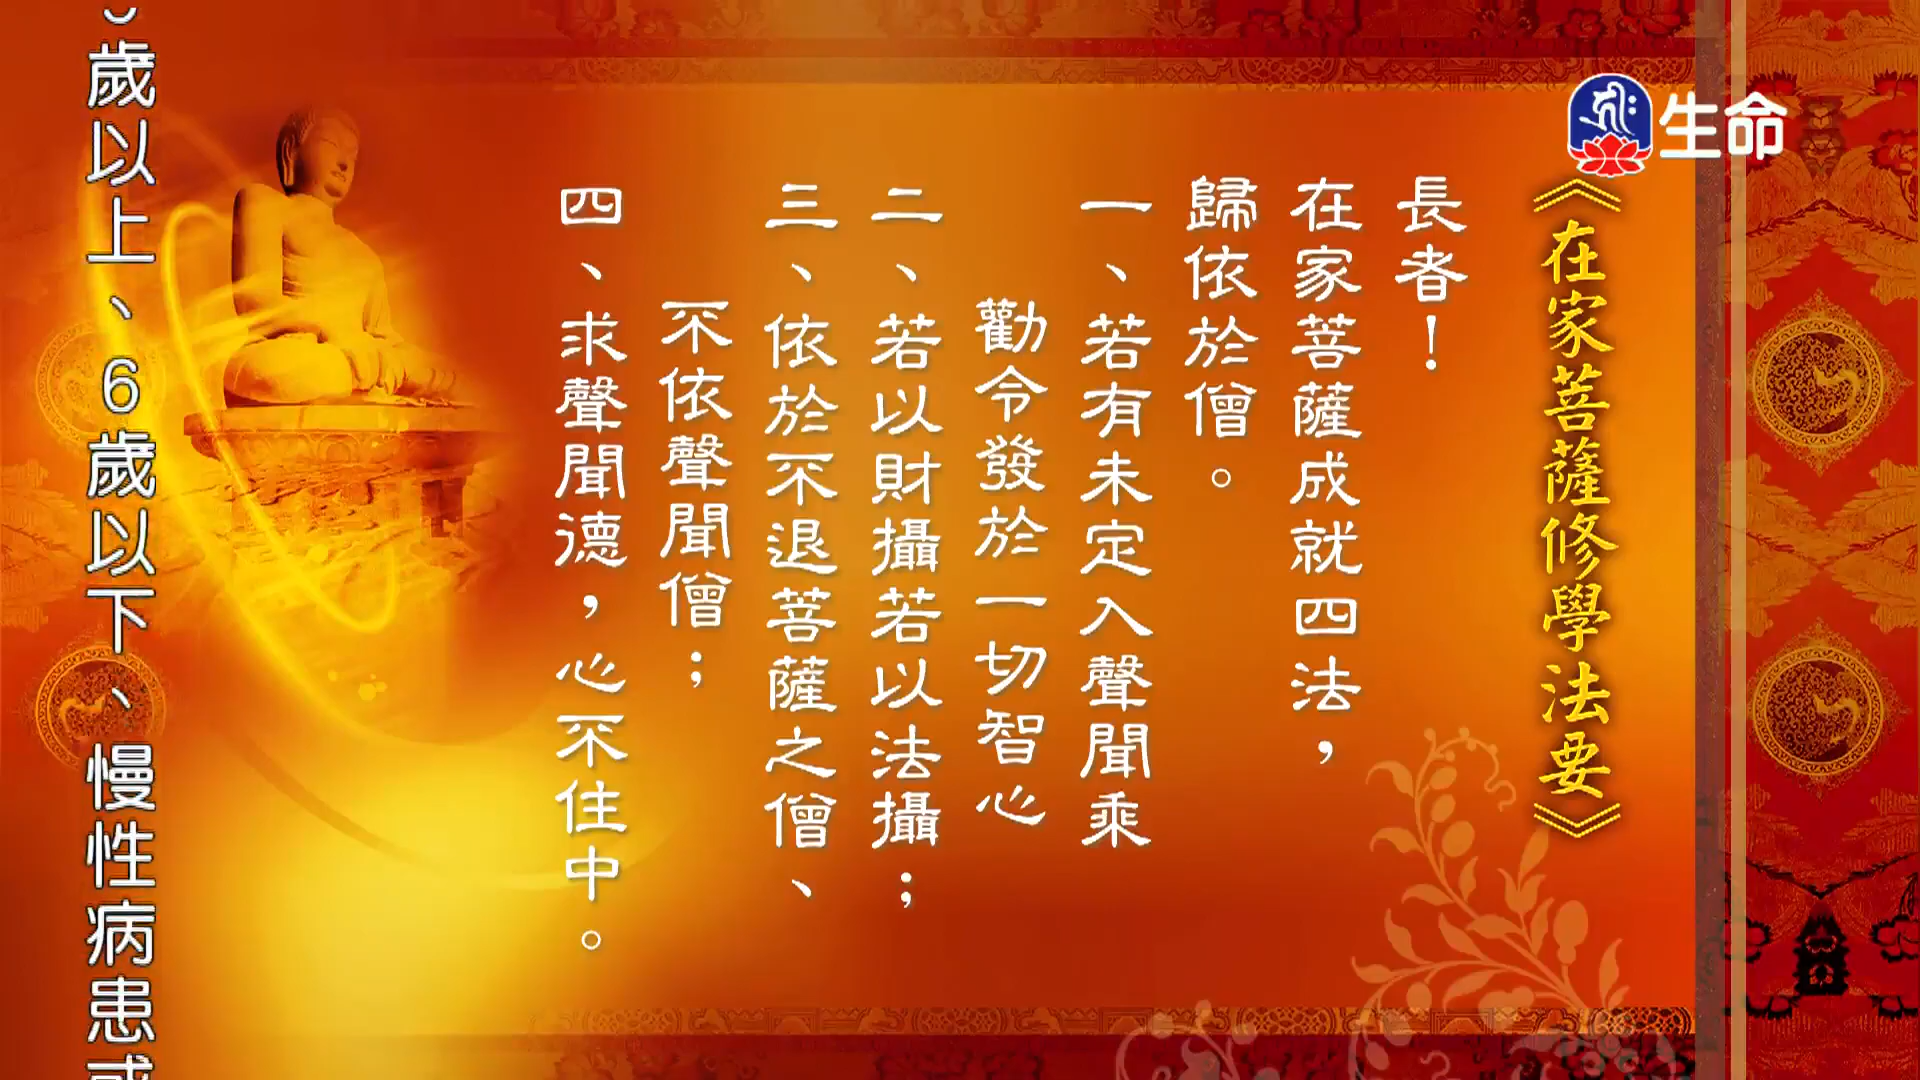 生命
《在家菩薩修學法要》
長者！
在家菩薩成就四法，
歸依於僧。
一、若有未定入聲聞乘
勸令發於一切智心
二、若以財攝若以法攝；
三、依於不退菩薩之僧、
不依聲聞僧；
四、求聲聞德，心不住中。
歲以上、6歲以下、慢性病患